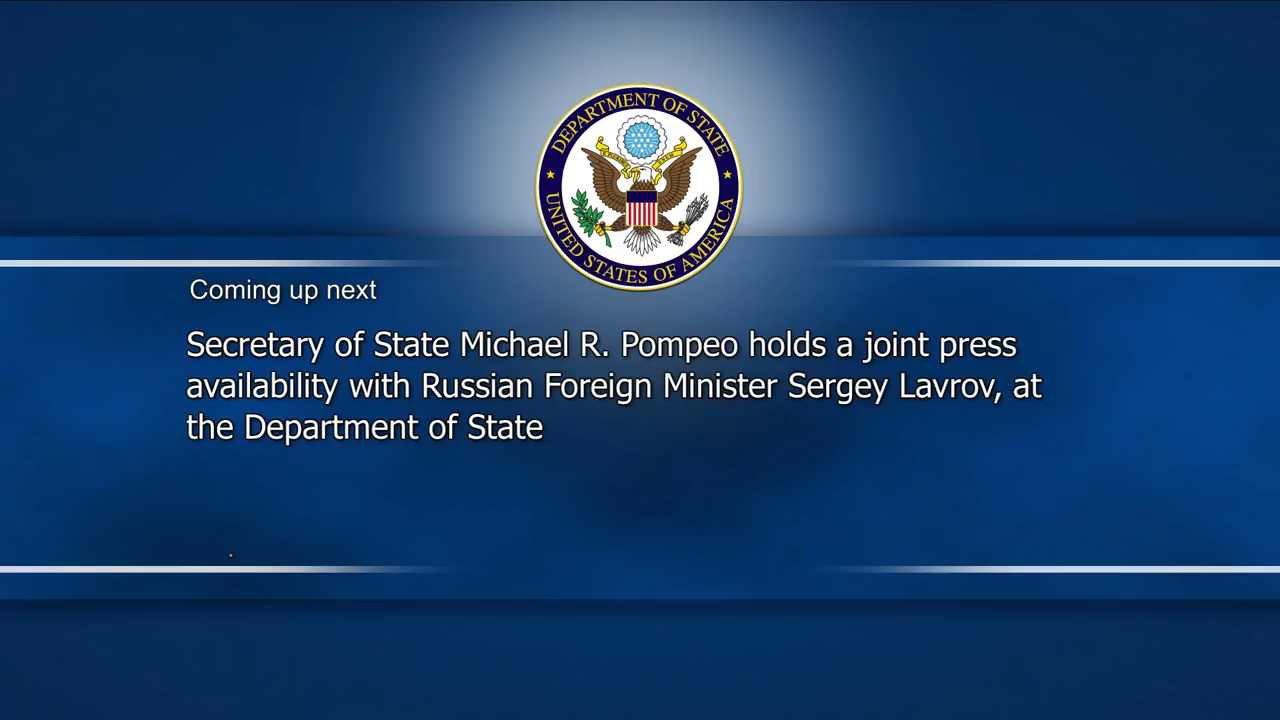 DEPARTMENT OF STATE
UNITED STATES OF AMERICA
Coming up next
Secretary of State Michael R. Pompeo holds a joint press
availability with Russian Foreign Minister Sergey Lavrov, at
the Department of State
.